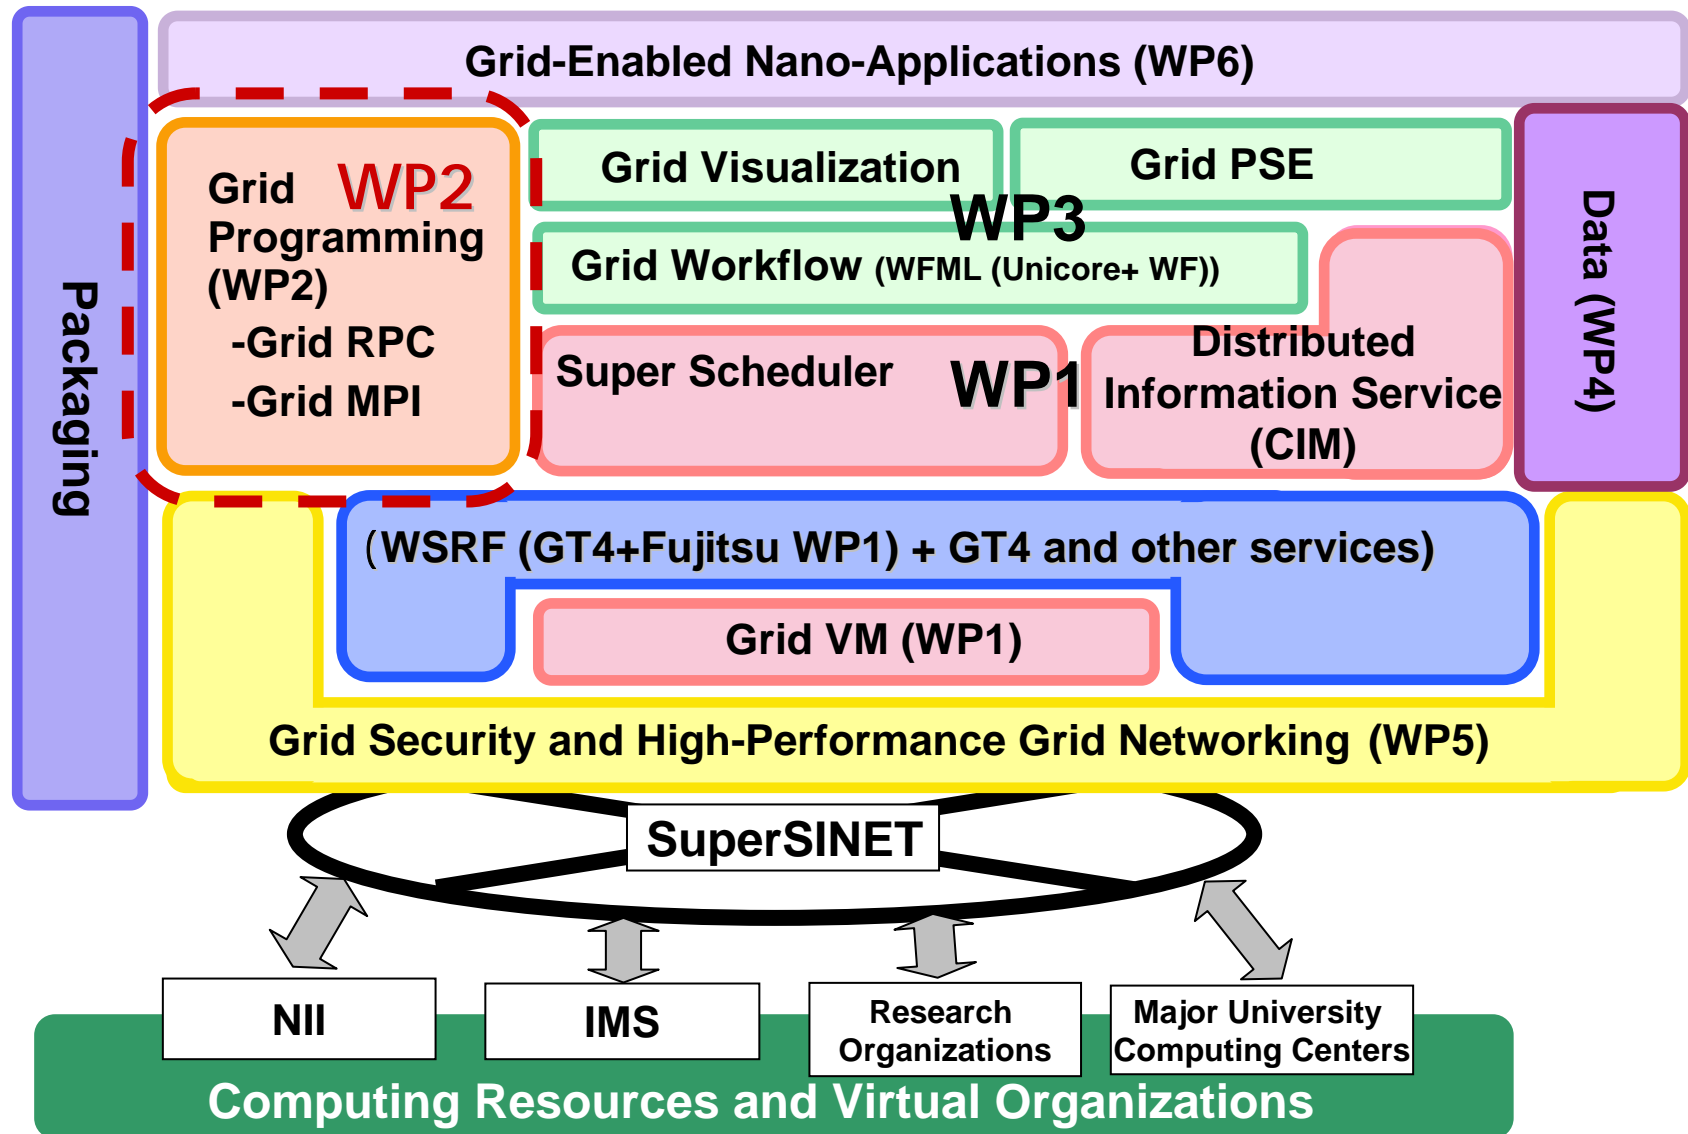 Packaging
Grid-Enabled Nano-Applications (WP6)
Grid WP2
Programming
(WP2)
-Grid RPC
-Grid MPI
Grid Visualization
Grid PSE
WP3
Grid Workflow (WFML (Unicore+ WF))
Super Scheduler
WP1
Distributed
Information Service
(CIM)
Data (WP4)
(WSRF (GT4+Fujitsu WP1) + GT4 and other services)
Grid VM (WP1)
Grid Security and High-Performance Grid Networking (WP5)
SuperSINET
NII
IMS
Research
Organizations
Major University
Computing Centers
Computing Resources and Virtual Organizations